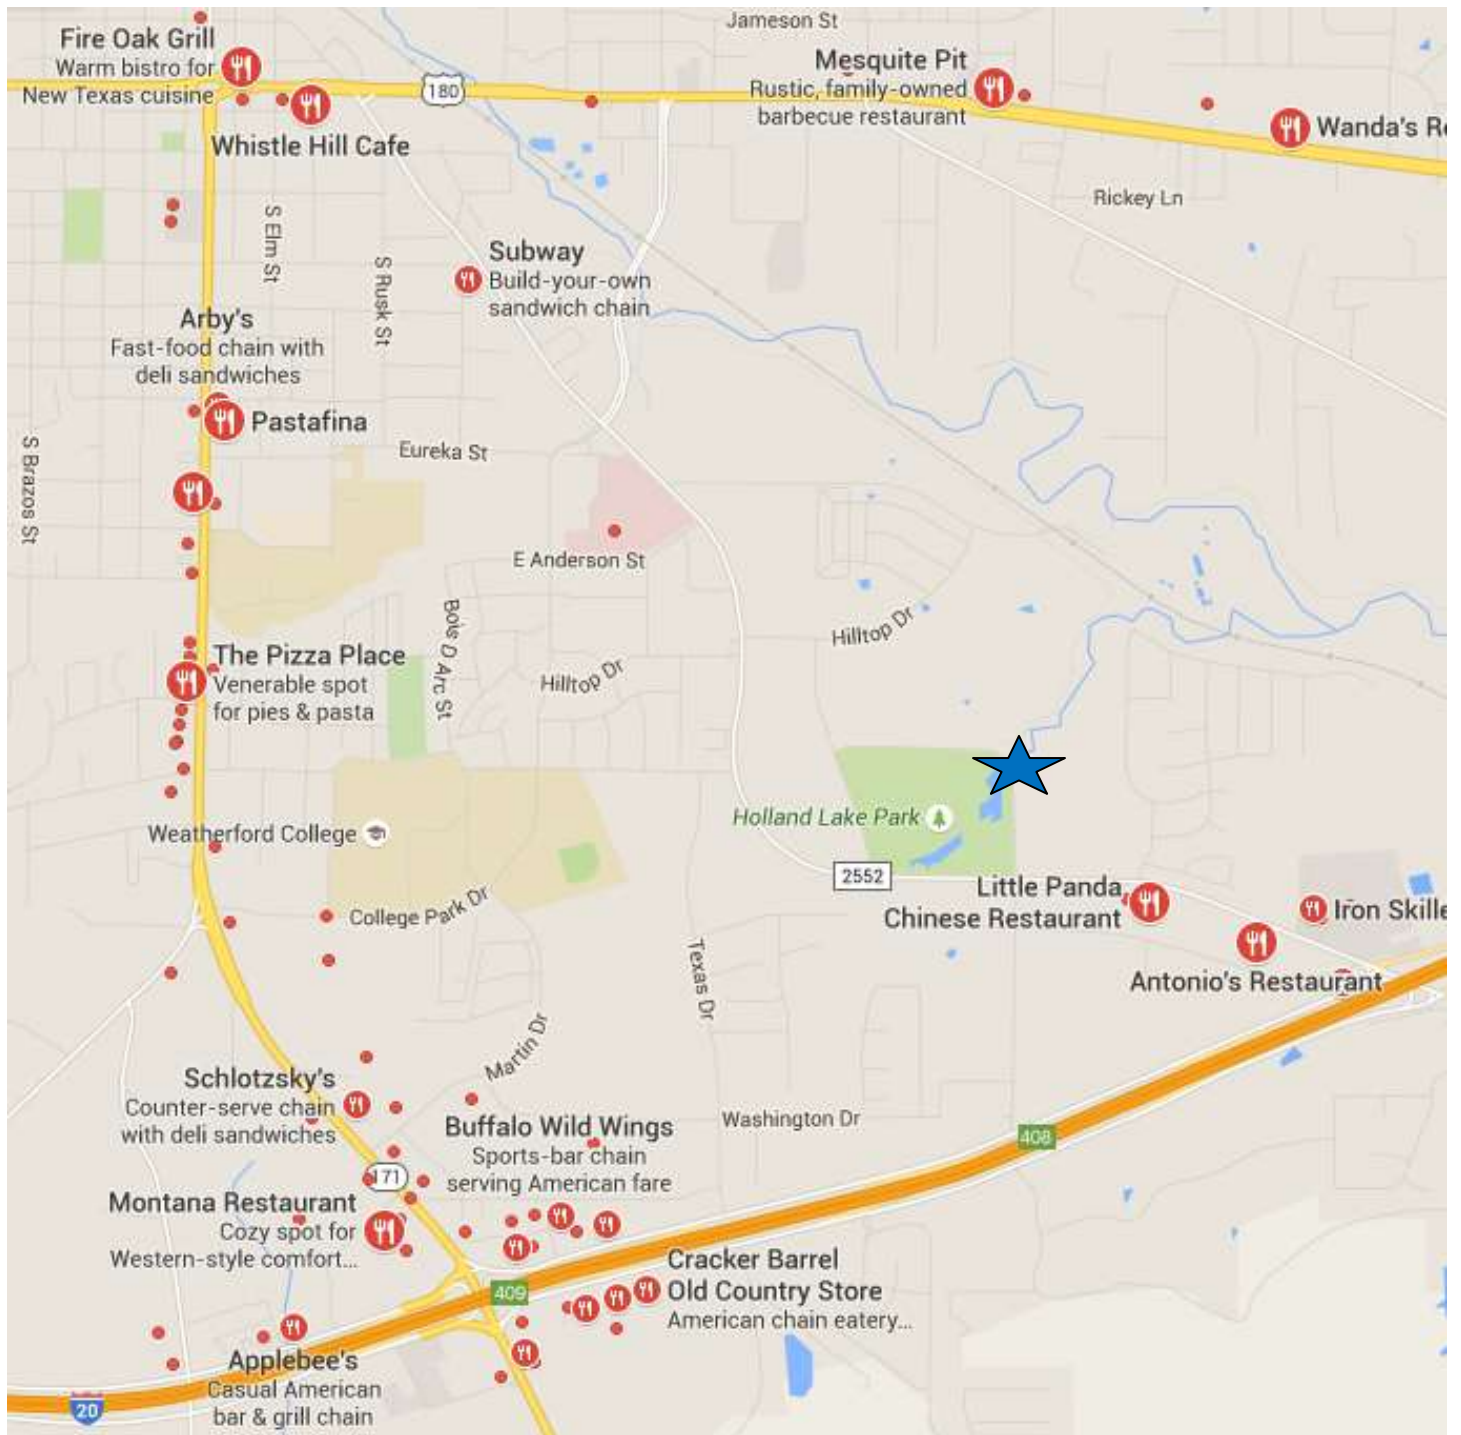 Jameson St
Fire Oak Grill
Warm bistro for
New Texas cuisine
180
Mesquite Pit
Rustic, family-owned
barbecue restaurant
Wanda's Re
Whistle Hill Cafe
Rickey Ln
S Elm St
S Rusk St
Subway
Build-your-own
sandwich chain
Arby's
Fast-food chain with
deli sandwiches
Pastafina
S Brazos St
Eureka St
E Anderson St
Bois D Arc St
Hilltop Dr
Hilltop Dr
The Pizza Place
Venerable spot
for pies & pasta
Weatherford College
Holland Lake Park
2552
Little Panda
Chinese Restaurant
Iron Skille
College Park Dr
Texas Dr
Antonio's Restaurant
Martin Dr
Schlotzsky's
Counter-serve chain
with deli sandwiches
Buffalo Wild Wings
Sports-bar chain
serving American fare
Washington Dr
408
171
Montana Restaurant
Cozy spot for
Western-style comfort...
Cracker Barrel
Old Country Store
American chain eatery...
409
Applebee's
Casual American
bar & grill chain
20